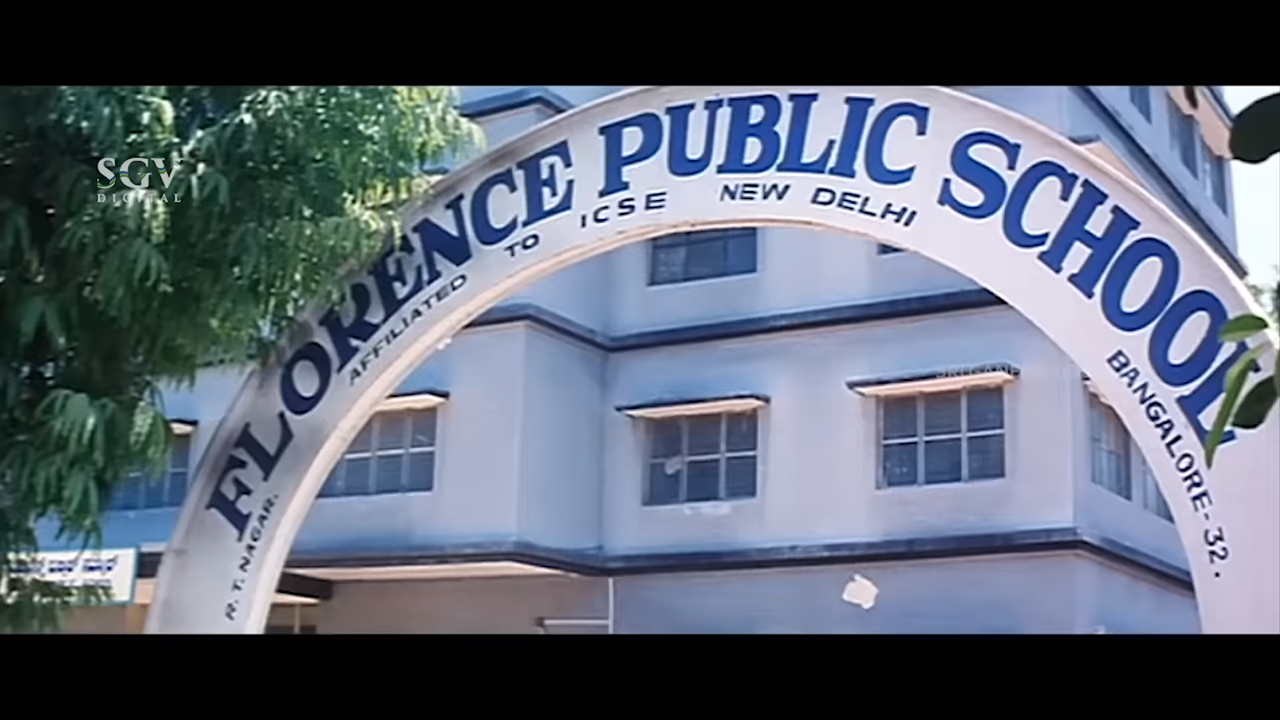 SGV
DIGITAL
FLORENCE PUBLIC SCHOOL
R. T. NAGAR. AFFILIATED TO ICSE NEW DELHI BANGALORE - 32.